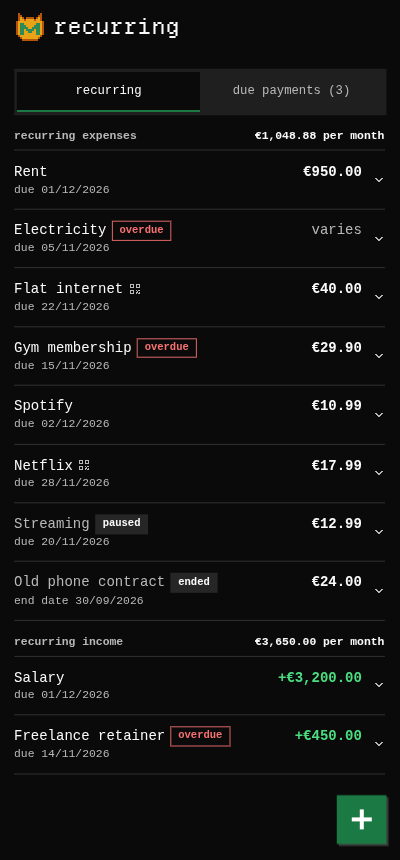 recurring
recurring due payments (3)
recurring expenses €1,048.88 per month
Rent €950.00
due 01/12/2026
Electricity overdue varies
due 05/11/2026
Flat internet €40.00
due 22/11/2026
Gym membership overdue €29.90
due 15/11/2026
Spotify €10.99
due 02/12/2026
Netflix €17.99
due 28/11/2026
Streaming paused €12.99
due 20/11/2026
Old phone contract ended €24.00
end date 30/09/2026
recurring income €3,650.00 per month
Salary +€3,200.00
due 01/12/2026
Freelance retainer overdue +€450.00
due 14/11/2026